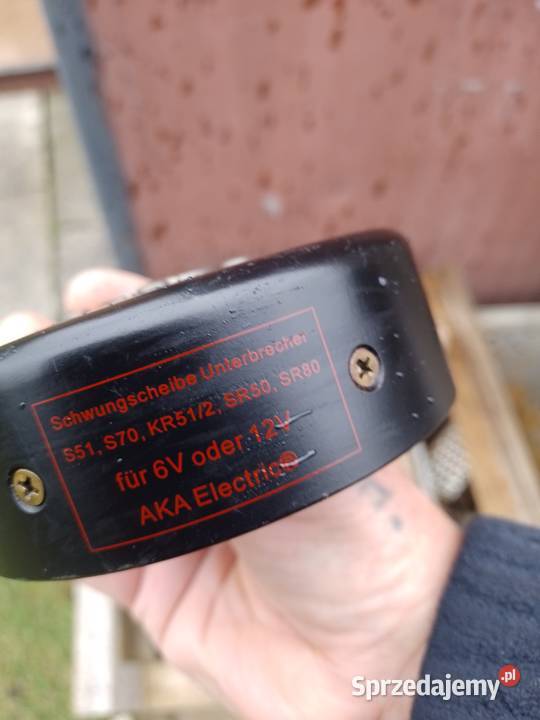 Schwungscheibe Unterbrecher
S51, S70, KR51/2, SR50, SR80
für 6V oder 12V
AKA Electric®
Sprzedajemy.pl